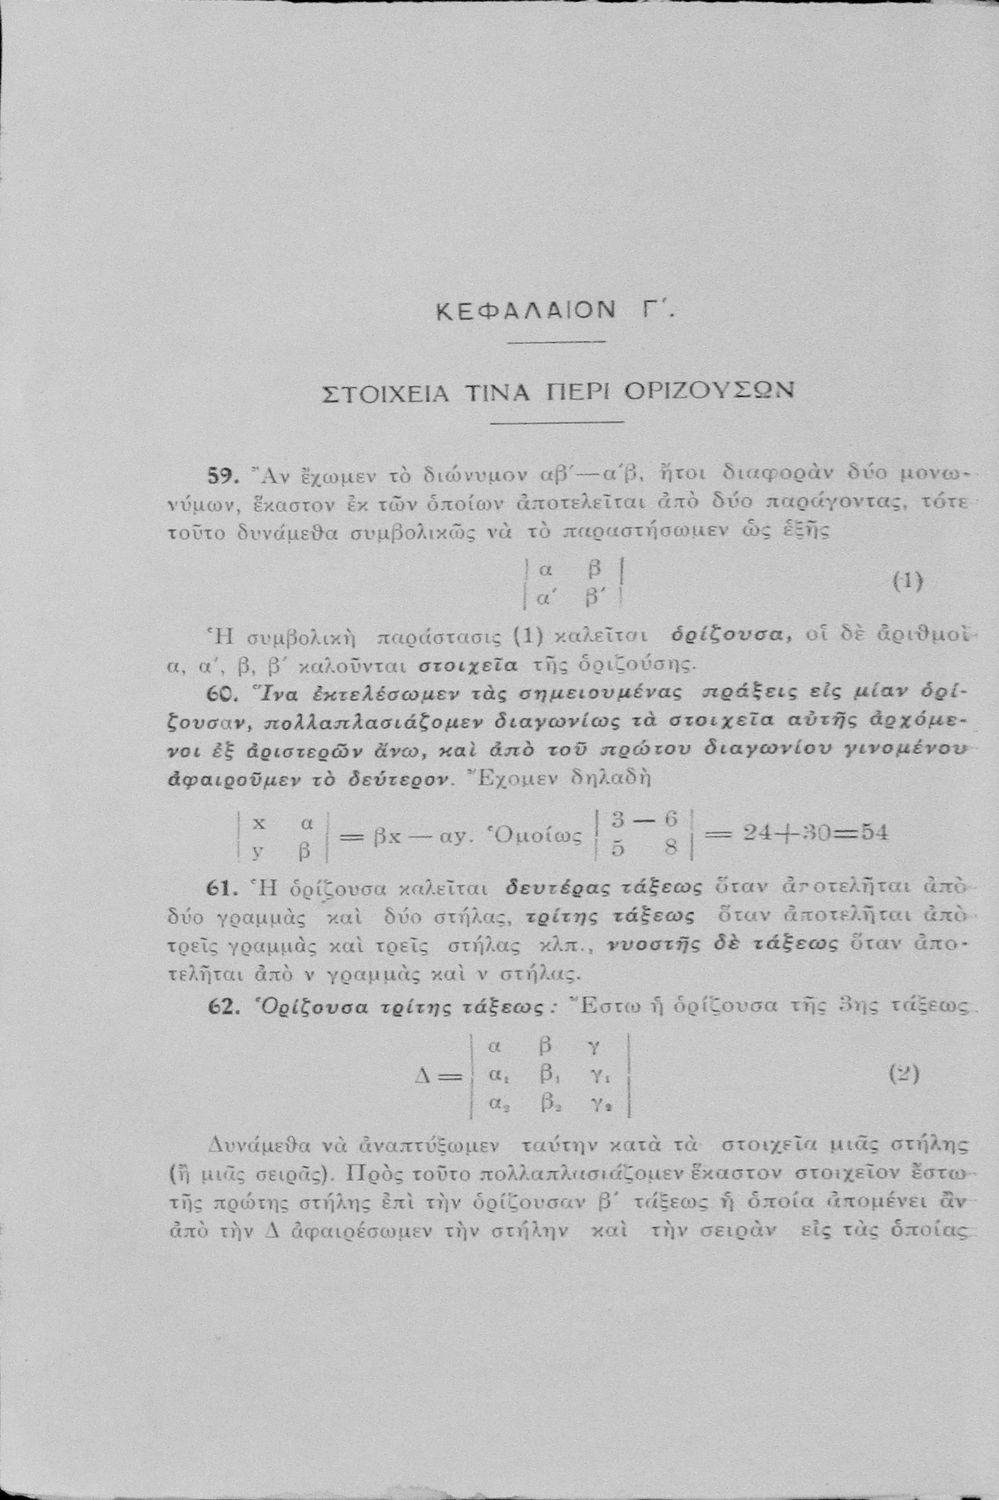 ΚΕΦΑΛΑΙΟΝ Γ΄.
ΣΤΟΙΧΕΙΑ ΤΙΝΑ ΠΕΡΙ ΟΡΙΖΟΥΣΩΝ
59. Ἂν ἔχωμεν τὸ διώνυμον αβ΄—α΄β, ἤτοι διαφορὰν δύο μονω-
νύμων, ἕκαστον ἐκ τῶν ὁποίων ἀποτελεῖται ἀπὸ δύο παράγοντας, τότε
τοῦτο δυνάμεθα συμβολικῶς νὰ τὸ παραστήσωμεν ὡς ἑξῆς
| α β |
| α΄ β΄ | (1)
Ἡ συμβολικὴ παράστασις (1) καλεῖται ὁρίζουσα, οἱ δὲ ἀριθμοὶ
α, α΄, β, β΄ καλοῦνται στοιχεῖα τῆς ὁριζούσης.
60. Ἵνα ἐκτελέσωμεν τὰς σημειουμένας πράξεις εἰς μίαν ὁρί-
ζουσαν, πολλαπλασιάζομεν διαγωνίως τὰ στοιχεῖα αὐτῆς ἀρχόμε-
νοι ἐξ ἀριστερῶν ἄνω, καὶ ἀπὸ τοῦ πρώτου διαγωνίου γινομένου
ἀφαιροῦμεν τὸ δεύτερον. Ἔχομεν δηλαδὴ
| x α | | 3 — 6 |
| y β | = βx — αy. Ὁμοίως | 5 8 | = 24+30=54
61. Ἡ ὁρίζουσα καλεῖται δευτέρας τάξεως ὅταν ἀποτελῆται ἀπὸ
δύο γραμμὰς καὶ δύο στήλας, τρίτης τάξεως ὅταν ἀποτελῆται ἀπὸ
τρεῖς γραμμὰς καὶ τρεῖς στήλας κλπ., νυοστῆς δὲ τάξεως ὅταν ἀπο-
τελῆται ἀπὸ ν γραμμὰς καὶ ν στήλας.
62. Ὁρίζουσα τρίτης τάξεως: Ἔστω ἡ ὁρίζουσα τῆς 3ης τάξεως
| α β γ |
Δ = | α₁ β₁ γ₁ | (2)
| α₂ β₂ γ₂ |
Δυνάμεθα νὰ ἀναπτύξωμεν ταύτην κατὰ τὰ στοιχεῖα μιᾶς στήλης
(ἢ μιᾶς σειρᾶς). Πρὸς τοῦτο πολλαπλασιάζομεν ἕκαστον στοιχεῖον ἔστω
τῆς πρώτης στήλης ἐπὶ τὴν ὁρίζουσαν β΄ τάξεως ἡ ὁποία ἀπομένει ἂν
ἀπὸ τὴν Δ ἀφαιρέσωμεν τὴν στήλην καὶ τὴν σειρὰν εἰς τὰς ὁποίας